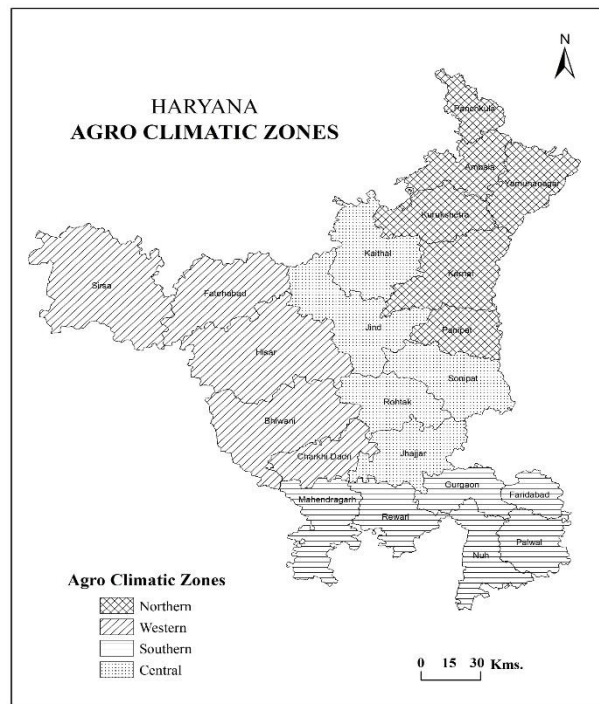 N
HARYANA
AGRO CLIMATIC ZONES
Panchkula
Ambala
Yamunanagar
Kurukshetra
Kaithal
Karnal
Sirsa
Fatehabad
Jind
Panipat
Hisar
Sonipat
Rohtak
Bhiwani
Charkhi Dadri
Jhajjar
Gurgaon
Mahendragarh
Faridabad
Rewari
Palwal
Nuh
Agro Climatic Zones
Northern
Western
Southern
Central
0 15 30 Kms.